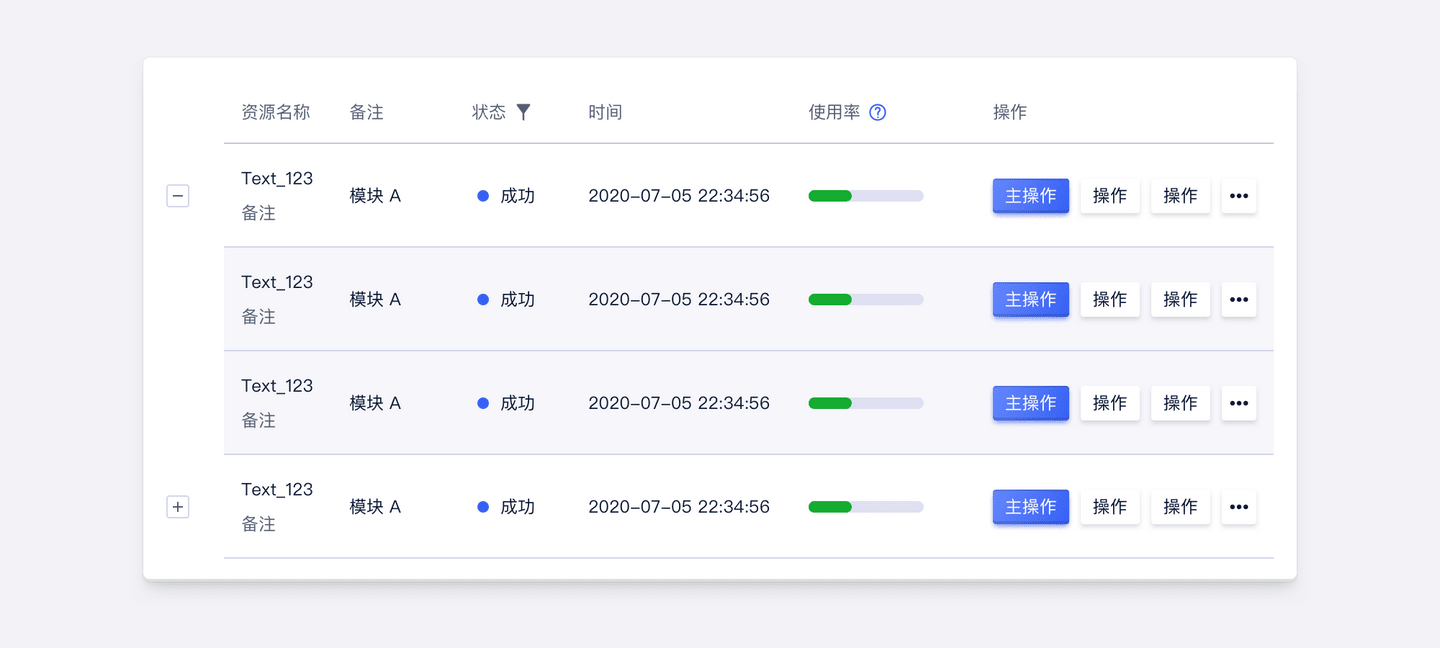 资源名称 备注 状态 时间 使用率 ? 操作
Text_123
备注
模块 A 成功 2020-07-05 22:34:56 主操作 操作 操作 •••
Text_123
备注
模块 A 成功 2020-07-05 22:34:56 主操作 操作 操作 •••
Text_123
备注
模块 A 成功 2020-07-05 22:34:56 主操作 操作 操作 •••
Text_123
备注
模块 A 成功 2020-07-05 22:34:56 主操作 操作 操作 •••